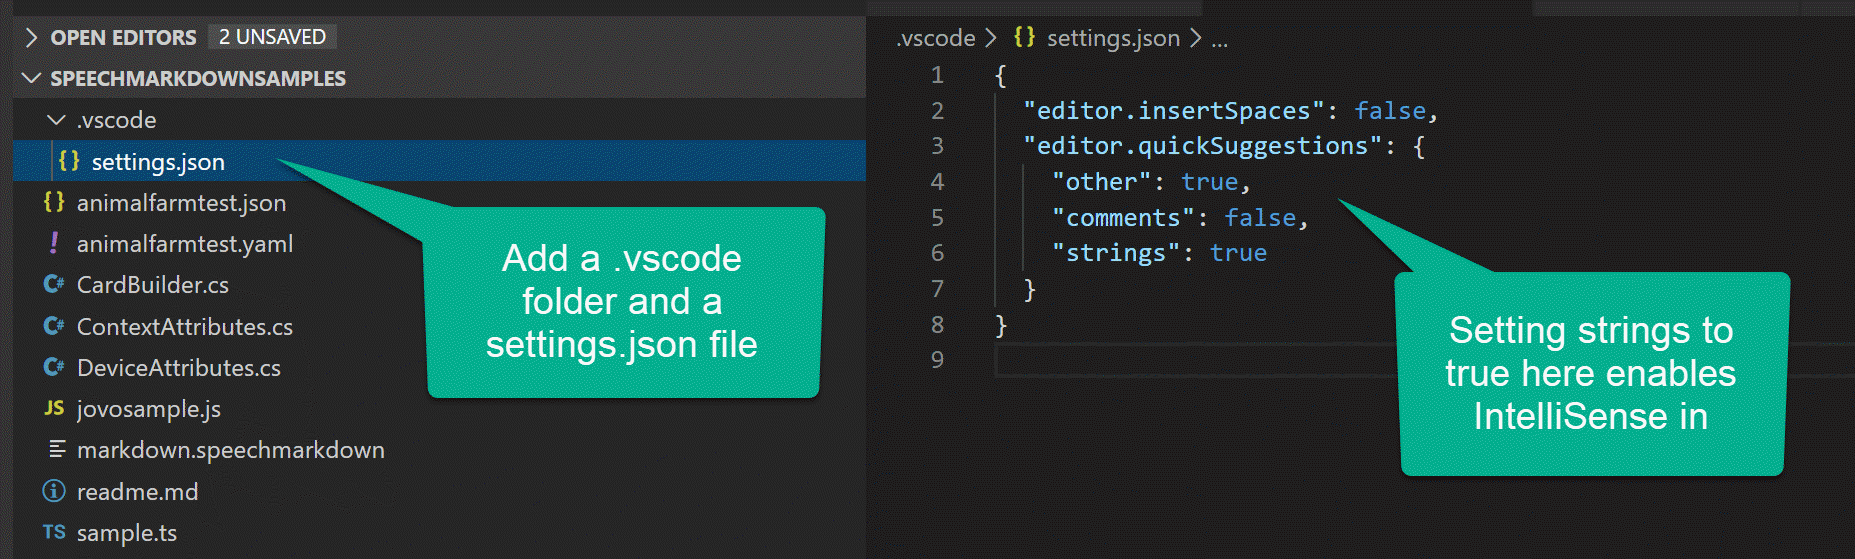 OPEN EDITORS 2 UNSAVED
SPEECHMARKDOWNSAMPLES
.vscode
{} settings.json
{} animalfarmtest.json
! animalfarmtest.yaml
C# CardBuilder.cs
C# ContextAttributes.cs
C# DeviceAttributes.cs
JS jovosample.js
markdown.speechmarkdown
readme.md
TS sample.ts
Add a .vscode
folder and a
settings.json file
.vscode > {} settings.json > ...
1 {
2 "editor.insertSpaces": false,
3 "editor.quickSuggestions": {
4 "other": true,
5 "comments": false,
6 "strings": true
7 }
8 }
9
Setting strings to
true here enables
IntelliSense in